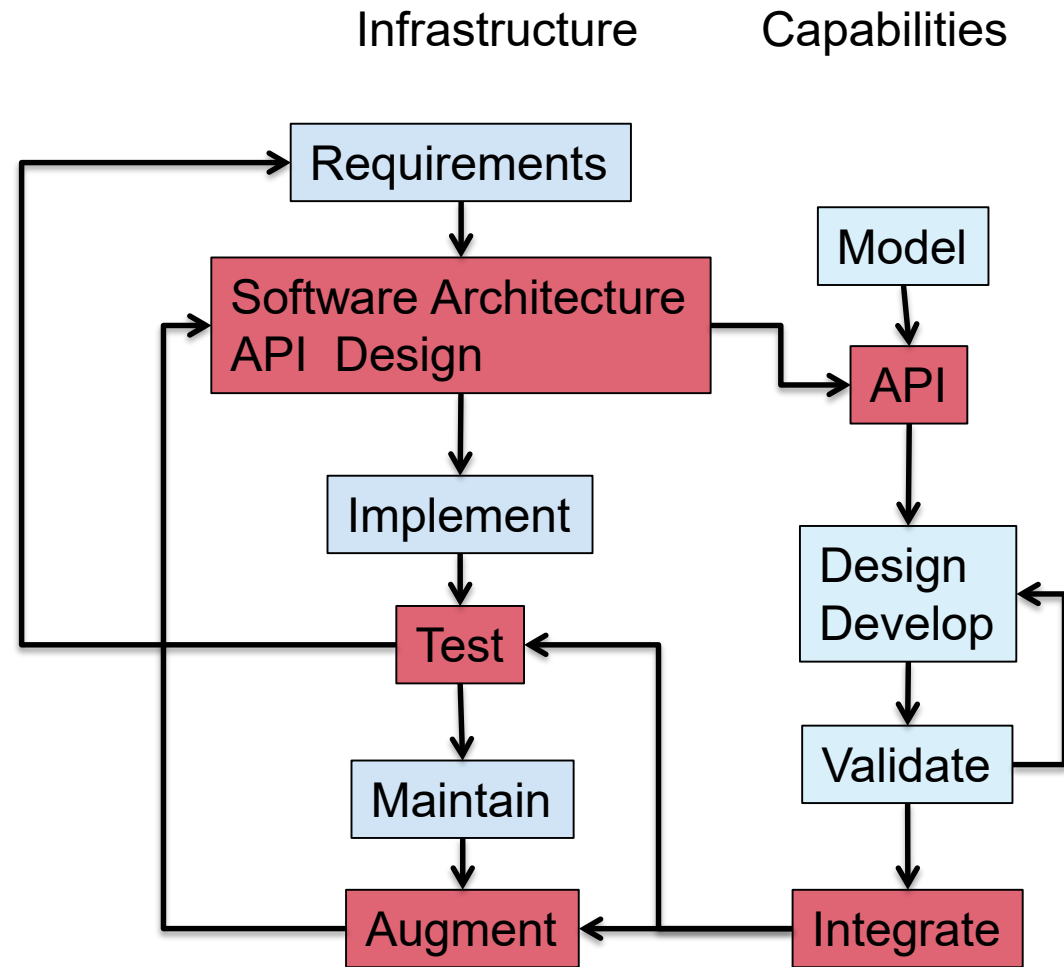 Infrastructure
Capabilities
Requirements
Software Architecture
API  Design
Implement
Test
Maintain
Augment
Model
API
Design
Develop
Validate
Integrate